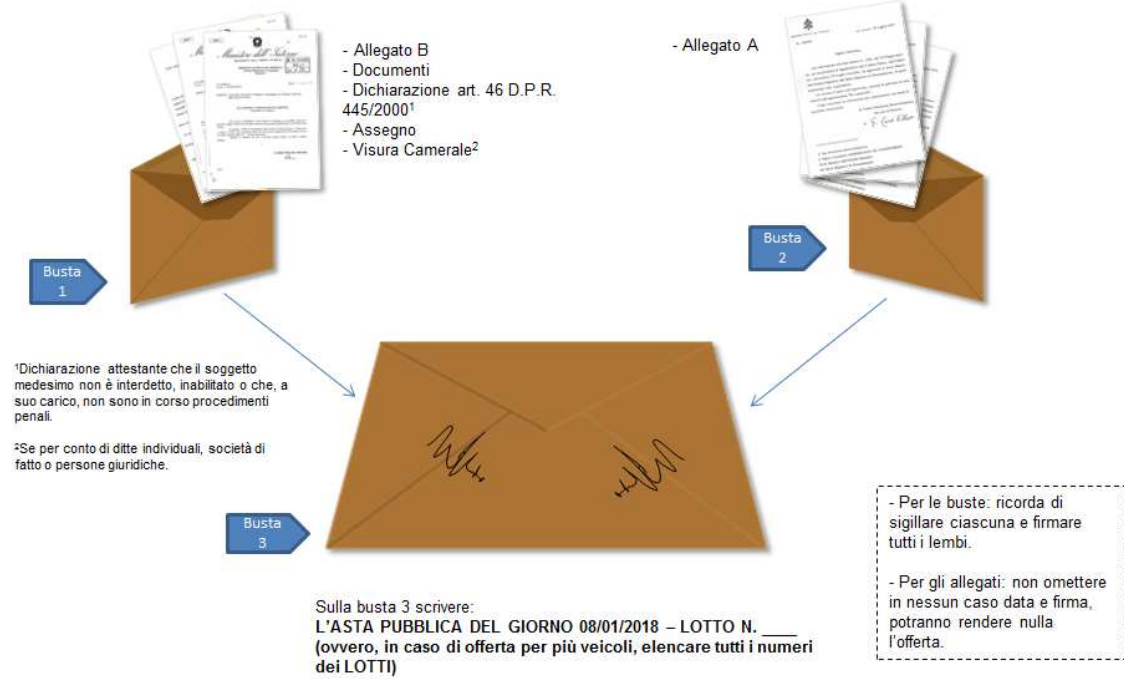 - Allegato B
- Documenti
- Dichiarazione art. 46 D.P.R.
445/2000¹
- Assegno
- Visura Camerale²
- Allegato A
Busta
1
Busta
2
¹Dichiarazione attestante che il soggetto
medesimo non è interdetto, inabilitato o che, a
suo carico, non sono in corso procedimenti
penali.
²Se per conto di ditte individuali, società di
fatto o persone giuridiche.
Busta
3
- Per le buste: ricorda di
sigillare ciascuna e firmare
tutti i lembi.
- Per gli allegati: non omettere
in nessun caso data e firma,
potranno rendere nulla
l'offerta.
Sulla busta 3 scrivere:
L'ASTA PUBBLICA DEL GIORNO 08/01/2018 – LOTTO N. ____
(ovvero, in caso di offerta per più veicoli, elencare tutti i numeri
dei LOTTI)